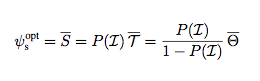 ψ_s^opt = S̅ = P(ℐ) 𝒯̅ = P(ℐ) / (1 − P(ℐ)) Θ̅